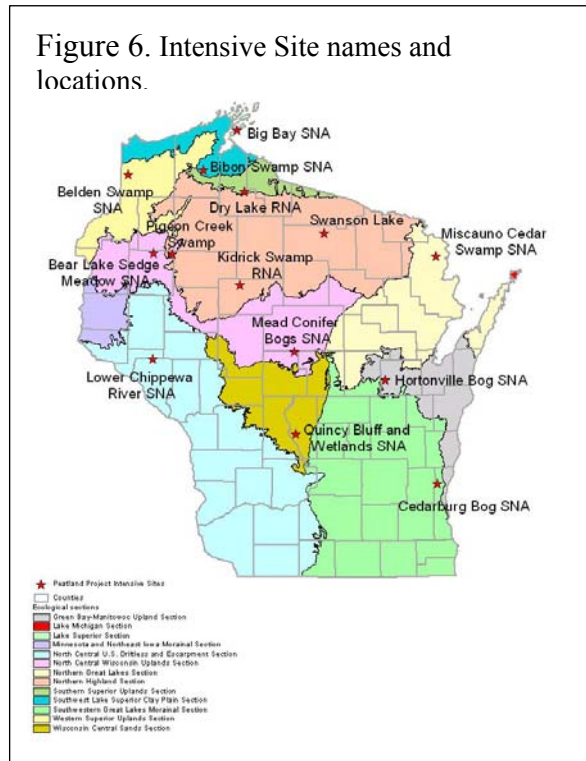 Figure 6. Intensive Site names and
locations.
Big Bay SNA
Bibon Swamp SNA
Belden Swamp
SNA
Dry Lake RNA
Swanson Lake
Pigeon Creek
Swamp
Miscauno Cedar
Swamp SNA
Bear Lake Sedge
Meadow SNA
Kidrick Swamp
RNA
Mead Conifer
Bogs SNA
Lower Chippewa
River SNA
Hortonville Bog SNA
Quincy Bluff and
Wetlands SNA
Cedarburg Bog SNA
Peatland Project Intensive Sites
Counties
Ecological sections
Green Bay-Manitowoc Upland Section
Lake Michigan Section
Lake Superior Section
Minnesota and Northeast Iowa Morainal Section
North Central U.S. Driftless and Escarpment Section
North Central Wisconsin Uplands Section
Northern Great Lakes Section
Northern Highland Section
Southern Superior Uplands Section
Southwest Lake Superior Clay Plain Section
Southwestern Great Lakes Morainal Section
Western Superior Uplands Section
Wisconsin Central Sands Section